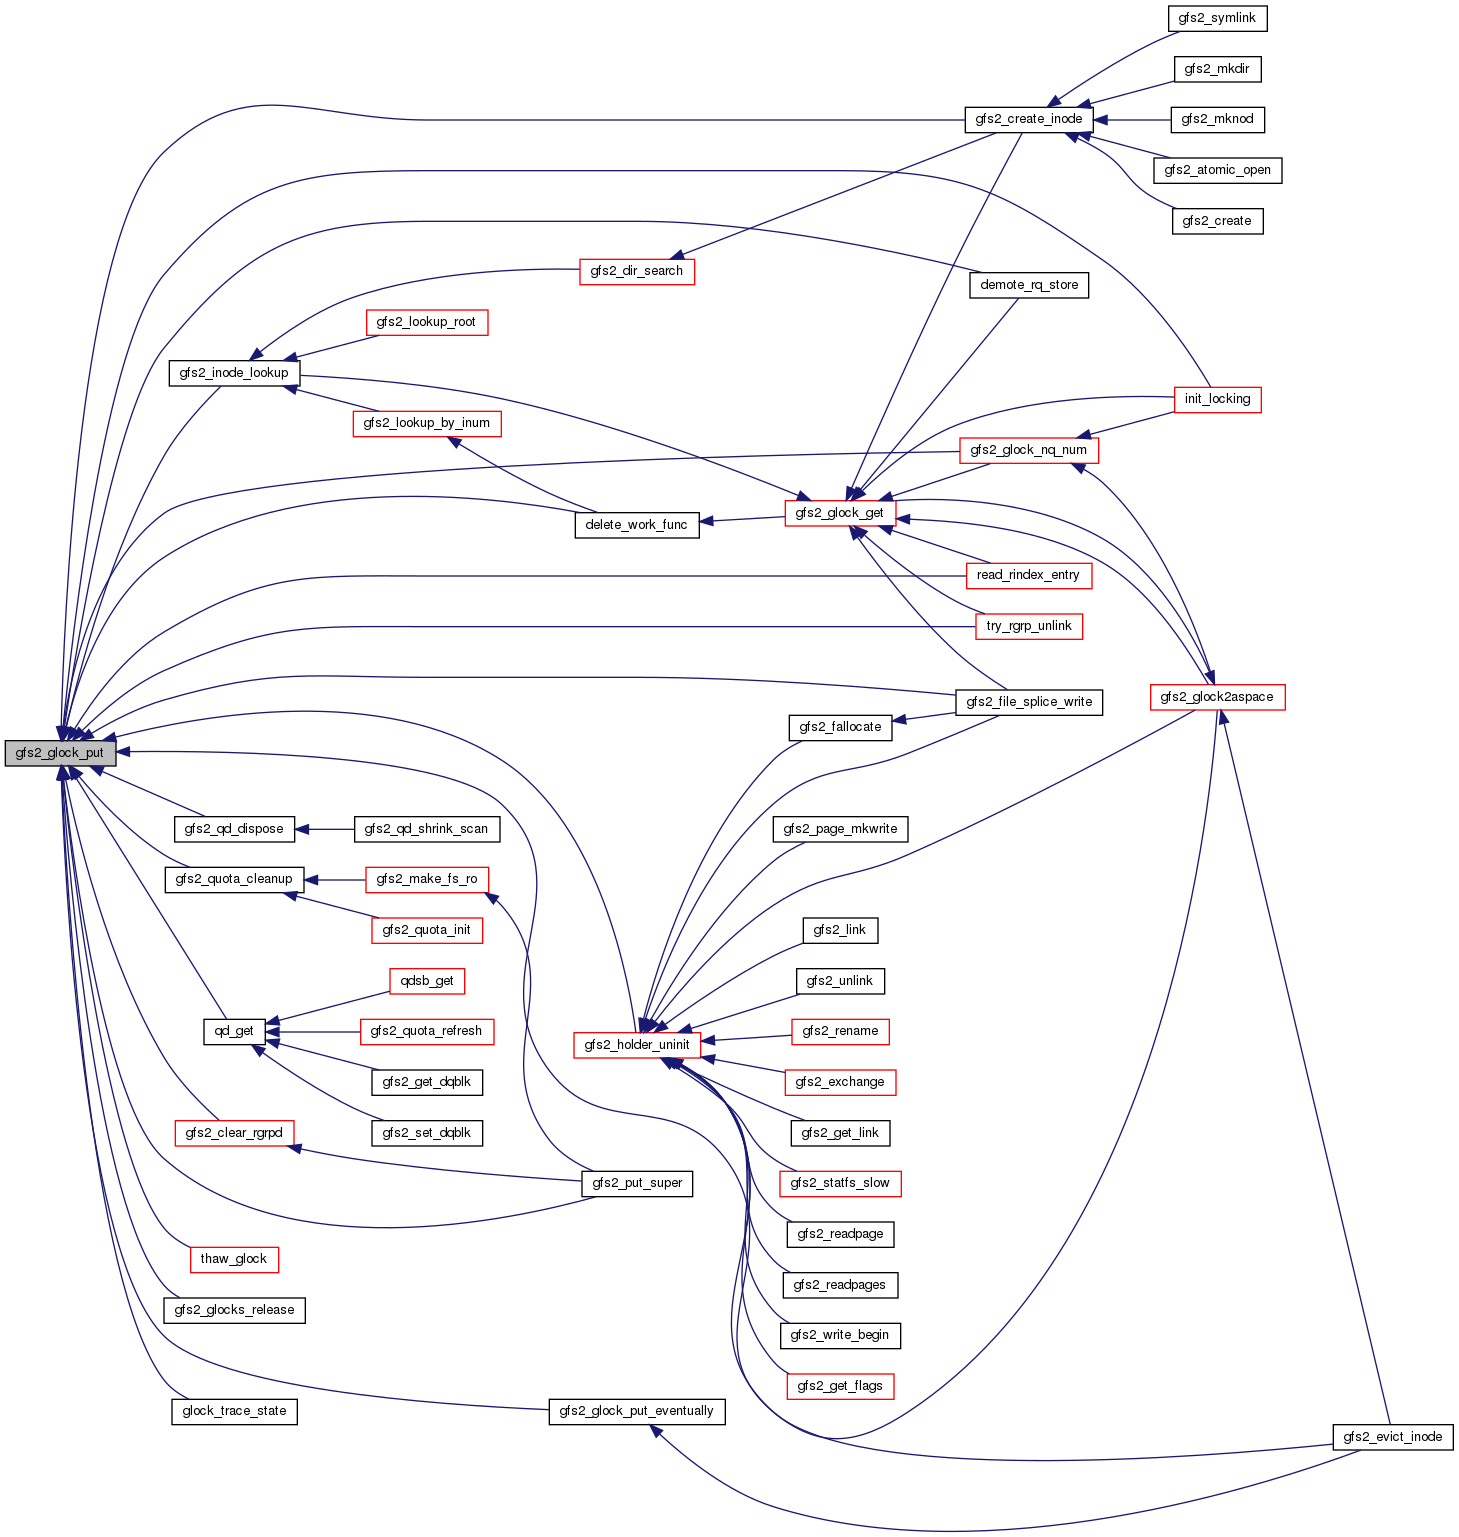 gfs2_symlink
gfs2_mkdir
gfs2_create_inode
gfs2_mknod
gfs2_atomic_open
gfs2_create
gfs2_dir_search
demote_rq_store
gfs2_lookup_root
gfs2_inode_lookup
init_locking
gfs2_lookup_by_inum
gfs2_glock_nq_num
gfs2_glock_get
delete_work_func
read_rindex_entry
try_rgrp_unlink
gfs2_glock2aspace
gfs2_file_splice_write
gfs2_fallocate
gfs2_glock_put
gfs2_qd_dispose
gfs2_qd_shrink_scan
gfs2_page_mkwrite
gfs2_quota_cleanup
gfs2_make_fs_ro
gfs2_quota_init
gfs2_link
qdsb_get
gfs2_unlink
qd_get
gfs2_quota_refresh
gfs2_rename
gfs2_holder_uninit
gfs2_get_dqblk
gfs2_exchange
gfs2_clear_rgrpd
gfs2_set_dqblk
gfs2_get_link
gfs2_put_super
gfs2_statfs_slow
gfs2_readpage
thaw_glock
gfs2_readpages
gfs2_glocks_release
gfs2_write_begin
gfs2_get_flags
glock_trace_state
gfs2_glock_put_eventually
gfs2_evict_inode